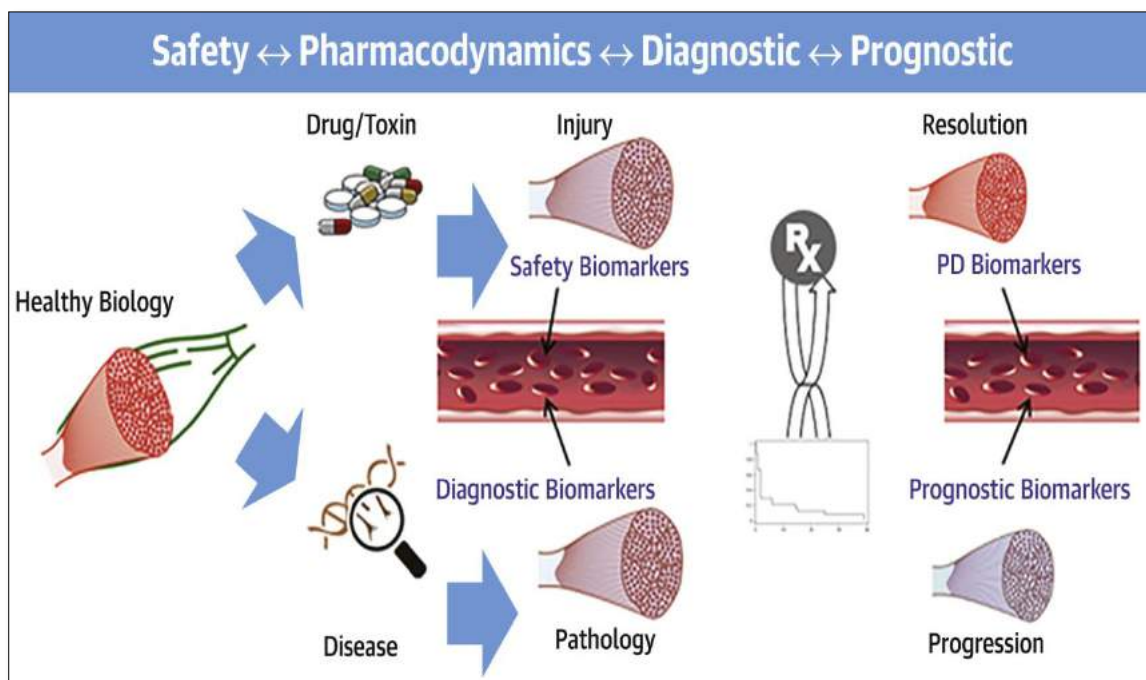 Safety ↔ Pharmacodynamics ↔ Diagnostic ↔ Prognostic
Drug/Toxin
Injury
Resolution
Rx
Safety Biomarkers
PD Biomarkers
Healthy Biology
Diagnostic Biomarkers
Prognostic Biomarkers
Disease
Pathology
Progression